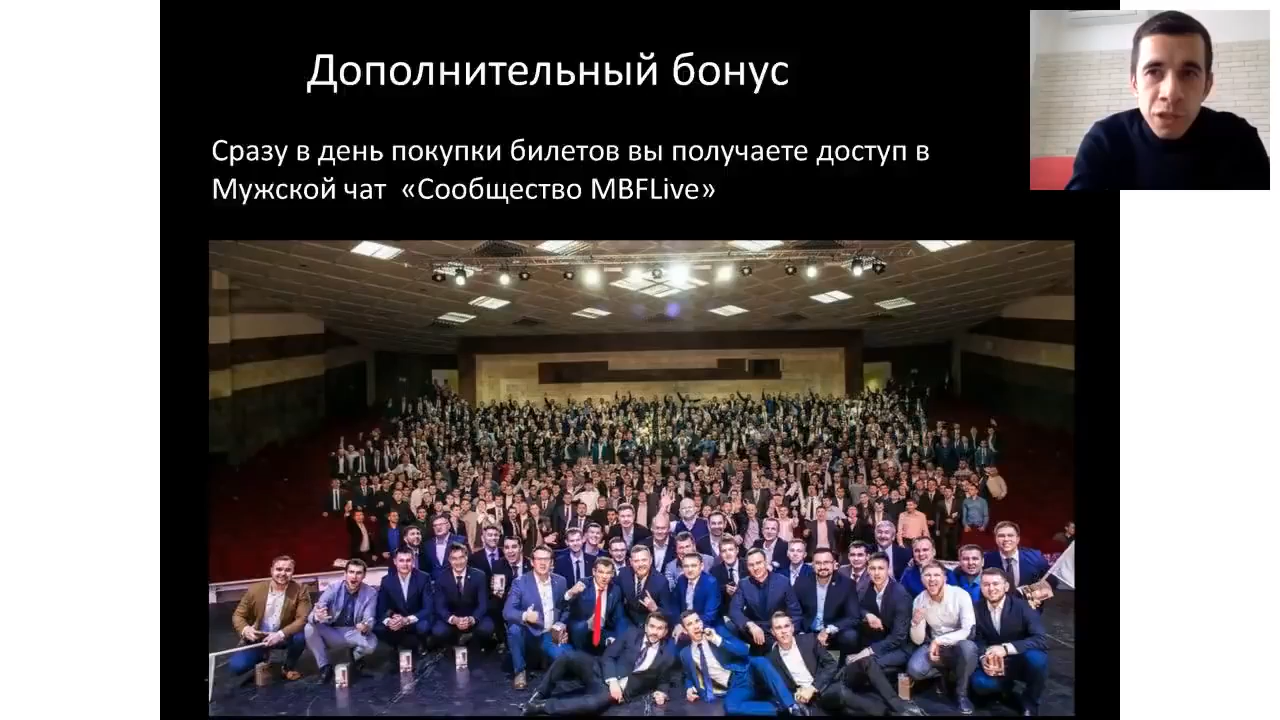 Дополнительный бонус
Сразу в день покупки билетов вы получаете доступ в
Мужской чат «Сообщество MBFLive»